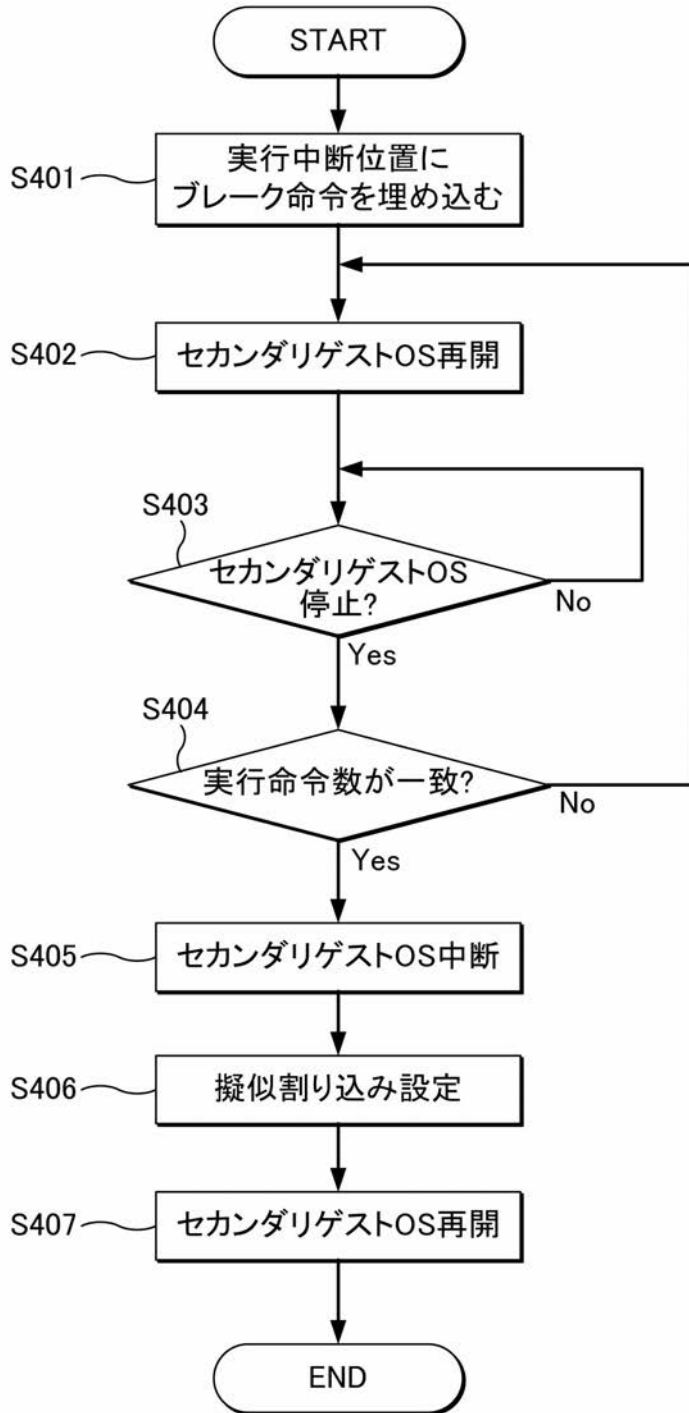 START
S401
実行中断位置に
ブレーク命令を埋め込む
S402
セカンダリゲストOS再開
S403
セカンダリゲストOS
停止?
No
Yes
S404
実行命令数が一致?
No
Yes
S405
セカンダリゲストOS中断
S406
擬似割り込み設定
S407
セカンダリゲストOS再開
END